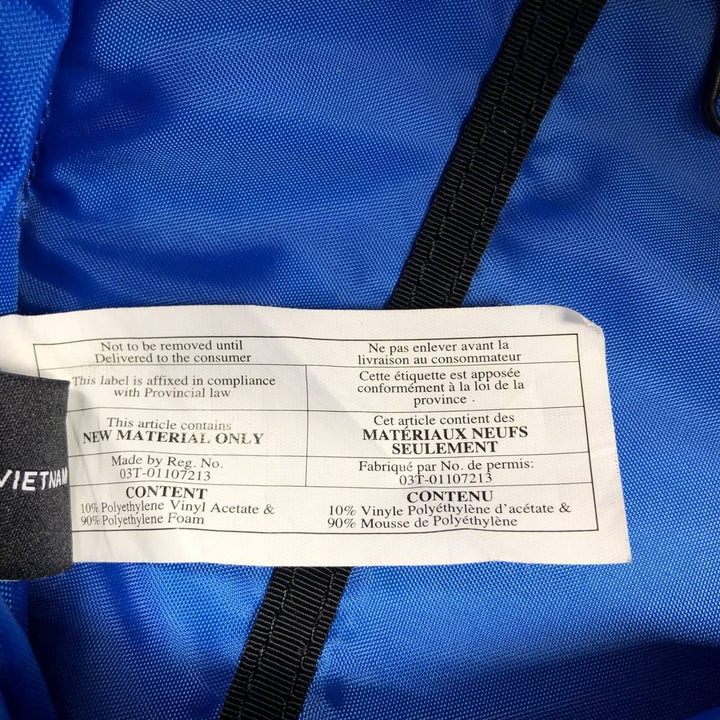 Not to be removed until
Delivered to the consumer
Ne pas enlever avant la
livraison au consommateur
This label is affixed in compliance
with Provincial law
Cette étiquette est apposée
conformément à la loi de la
province .
This article contains
NEW MATERIAL ONLY
Cet article contient des
MATÉRIAUX NEUFS
SEULEMENT
Made by Reg. No.
03T-01107213
Fabriqué par No. de permis:
03T-01107213
CONTENT
10% Polyethylene Vinyl Acetate &
90% Polyethylene Foam
CONTENU
10% Vinyle Polyéthylène d'acétate &
90% Mousse de Polyéthylène
VIETNAM